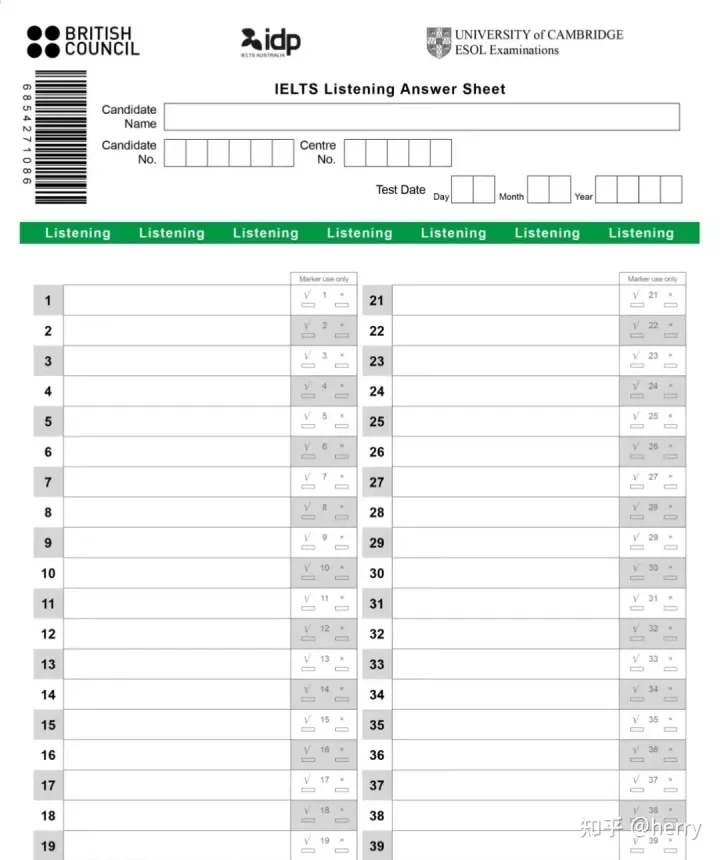 BRITISH COUNCIL
idp
IELTS AUSTRALIA
UNIVERSITY of CAMBRIDGE
ESOL Examinations
6854271086
IELTS Listening Answer Sheet
Candidate Name
Candidate No.
Centre No.
Test Date Day Month Year
Listening Listening Listening Listening Listening Listening Listening
Marker use only
1 √ 1 ×
2 √ 2 ×
3 √ 3 ×
4 √ 4 ×
5 √ 5 ×
6 √ 6 ×
7 √ 7 ×
8 √ 8 ×
9 √ 9 ×
10 √ 10 ×
11 √ 11 ×
12 √ 12 ×
13 √ 13 ×
14 √ 14 ×
15 √ 15 ×
16 √ 16 ×
17 √ 17 ×
18 √ 18 ×
19 √ 19 ×
Marker use only
21 √ 21 ×
22 √ 22 ×
23 √ 23 ×
24 √ 24 ×
25 √ 25 ×
26 √ 26 ×
27 √ 27 ×
28 √ 28 ×
29 √ 29 ×
30 √ 30 ×
31 √ 31 ×
32 √ 32 ×
33 √ 33 ×
34 √ 34 ×
35 √ 35 ×
36 √ 36 ×
37 √ 37 ×
38 √ 38 ×
39 √ 39 ×
知乎 @herry